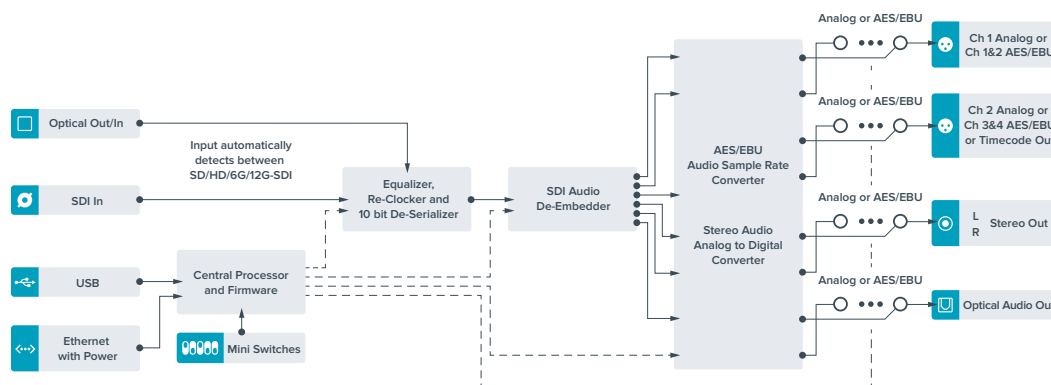 Analog or AES/EBU
Ch 1 Analog or
Ch 1&2 AES/EBU
Optical Out/In
Input automatically
detects between
SD/HD/6G/12G-SDI
Analog or AES/EBU
Ch 2 Analog or
Ch 3&4 AES/EBU
or Timecode Ou
AES/EBU
Audio Sample Rate
Converter
Equalizer,
Re-Clocker and
10 bit De-Serializer
SDI Audio
De-Embedder
SDI In
Analog or AES/EBU
L
R
Stereo Out
Stereo Audio
Analog to Digital
Converter
USB
Central Processor
and Firmware
Analog or AES/EBU
Optical Audio Ou
Ethernet
with Power
Mini Switches